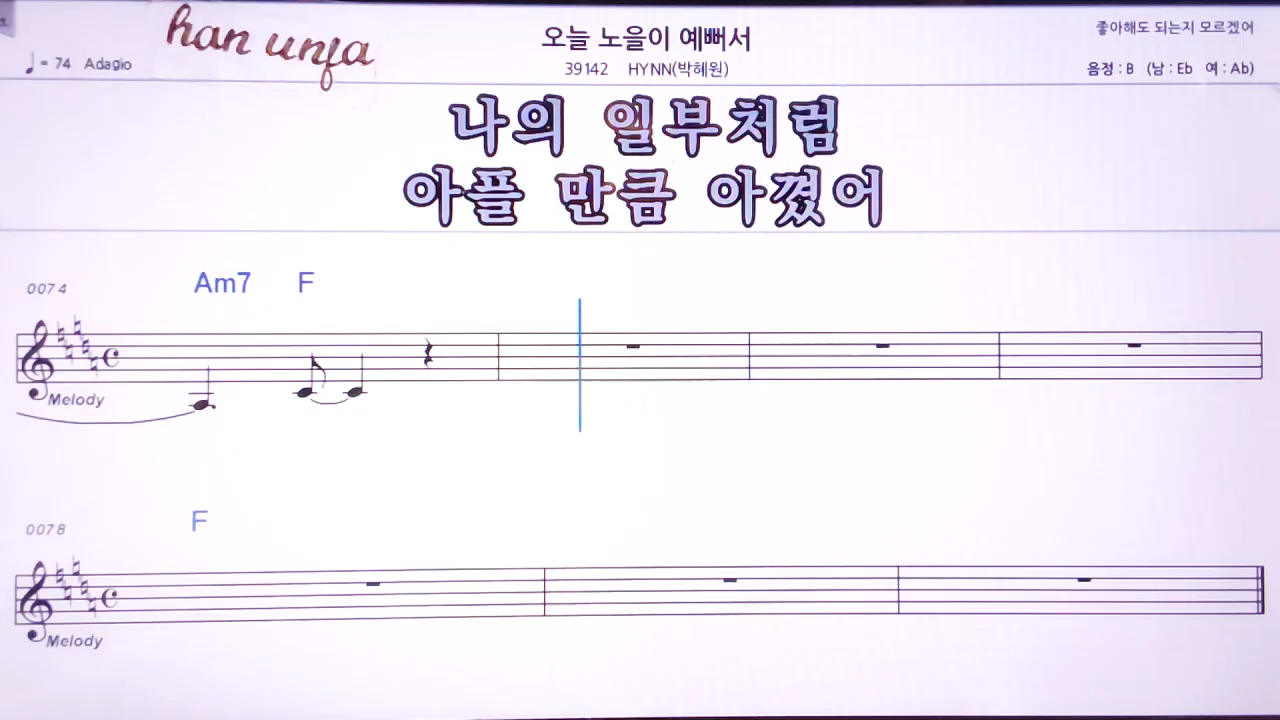 han unfa
오늘 노을이 예뻐서
좋아해도 되는지 모르겠어
♩= 74 Adagio
39142 HYNN(박혜원)
음정 : B (남 : Eb 여 : Ab)
나의 일부처럼
아플 만큼 아꼈어
0074 Am7 F
Melody
0078 F
Melody